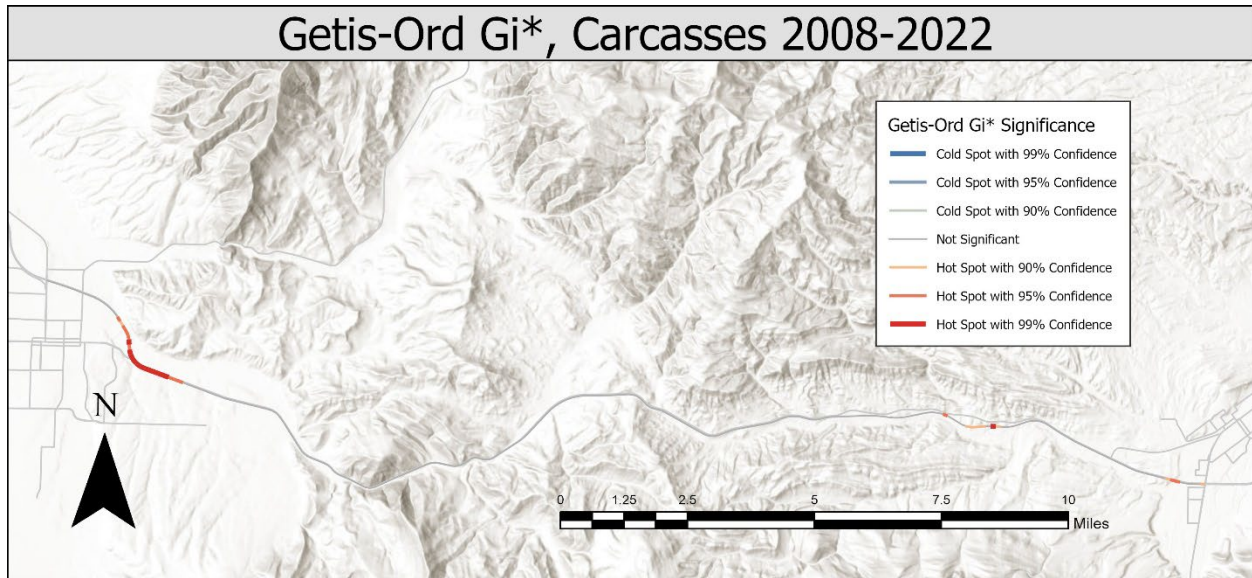 Getis-Ord Gi*, Carcasses 2008-2022
Getis-Ord Gi* Significance
Cold Spot with 99% Confidence
Cold Spot with 95% Confidence
Cold Spot with 90% Confidence
Not Significant
Hot Spot with 90% Confidence
Hot Spot with 95% Confidence
Hot Spot with 99% Confidence
N
0 1.25 2.5 5 7.5 10
Miles